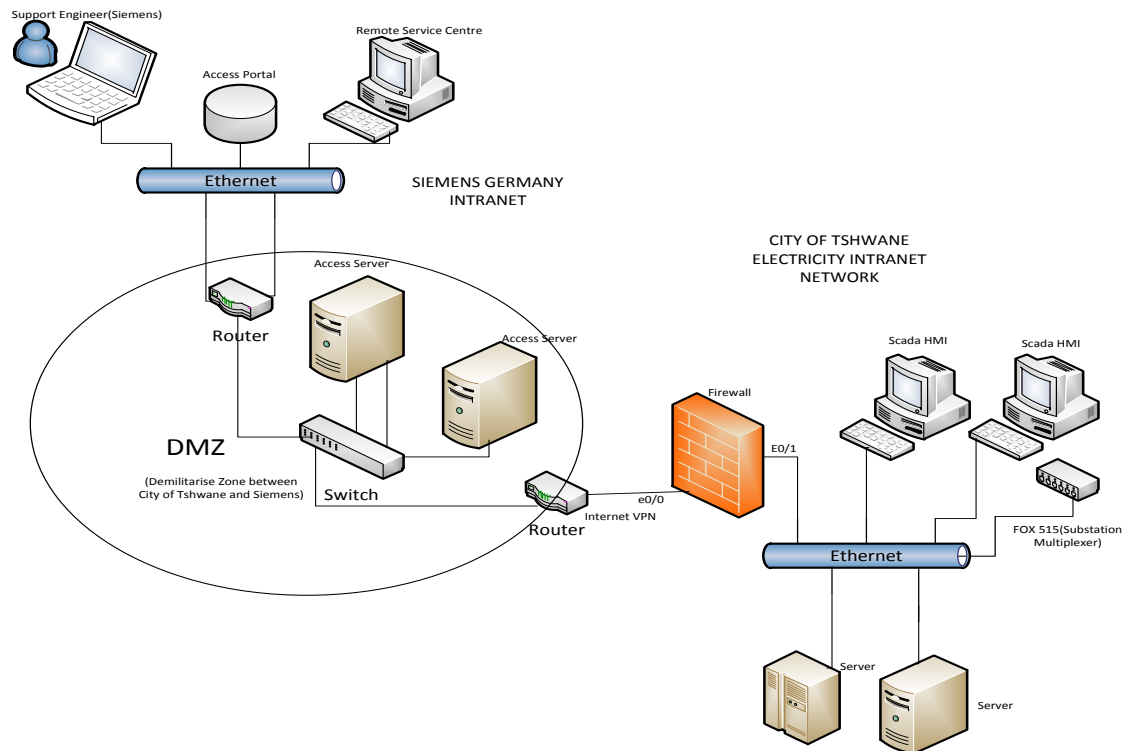 Support Engineer(Siemens)
Remote Service Centre
Access Portal
Ethernet
SIEMENS GERMANY
INTRANET
CITY OF TSHWANE
ELECTRICITY INTRANET
NETWORK
Access Server
Router
Access Server
Scada HMI
Scada HMI
Firewall
E0/1
DMZ
(Demilitarise Zone between
City of Tshwane and Siemens)
Switch
e0/0
Internet VPN
Router
FOX 515(Substation
Multiplexer)
Ethernet
Server
Server